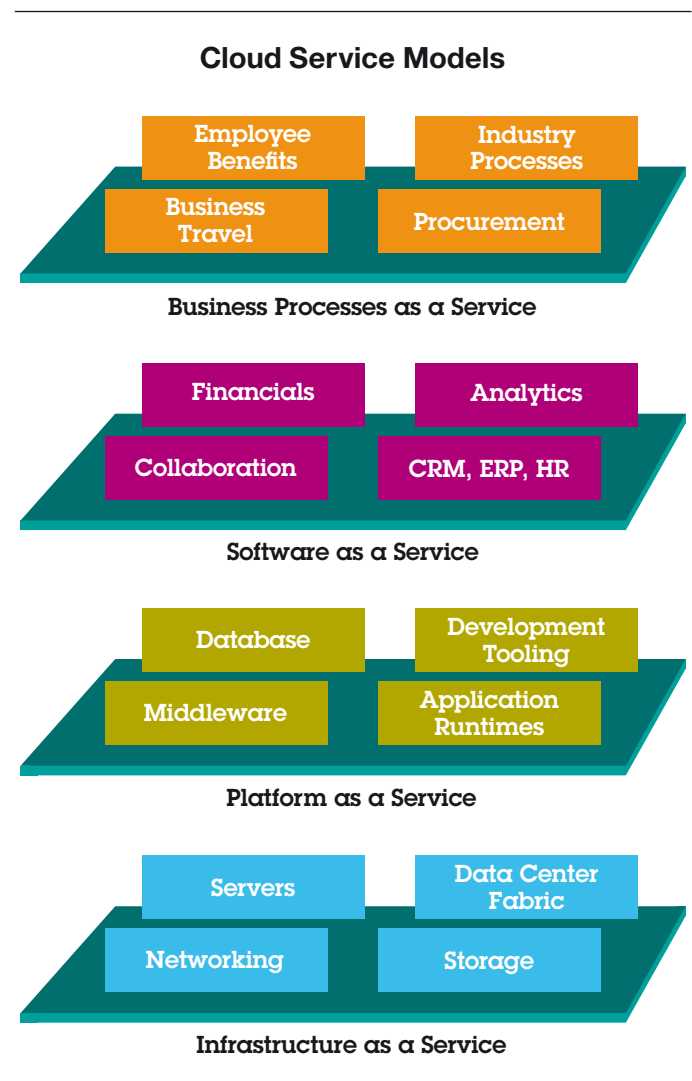 Cloud Service Models
Employee
Benefits
Industry
Processes
Business
Travel
Procurement
Business Processes as a Service
Financials
Analytics
Collaboration
CRM, ERP, HR
Software as a Service
Database
Development
Tooling
Middleware
Application
Runtimes
Platform as a Service
Servers
Data Center
Fabric
Networking
Storage
Infrastructure as a Service